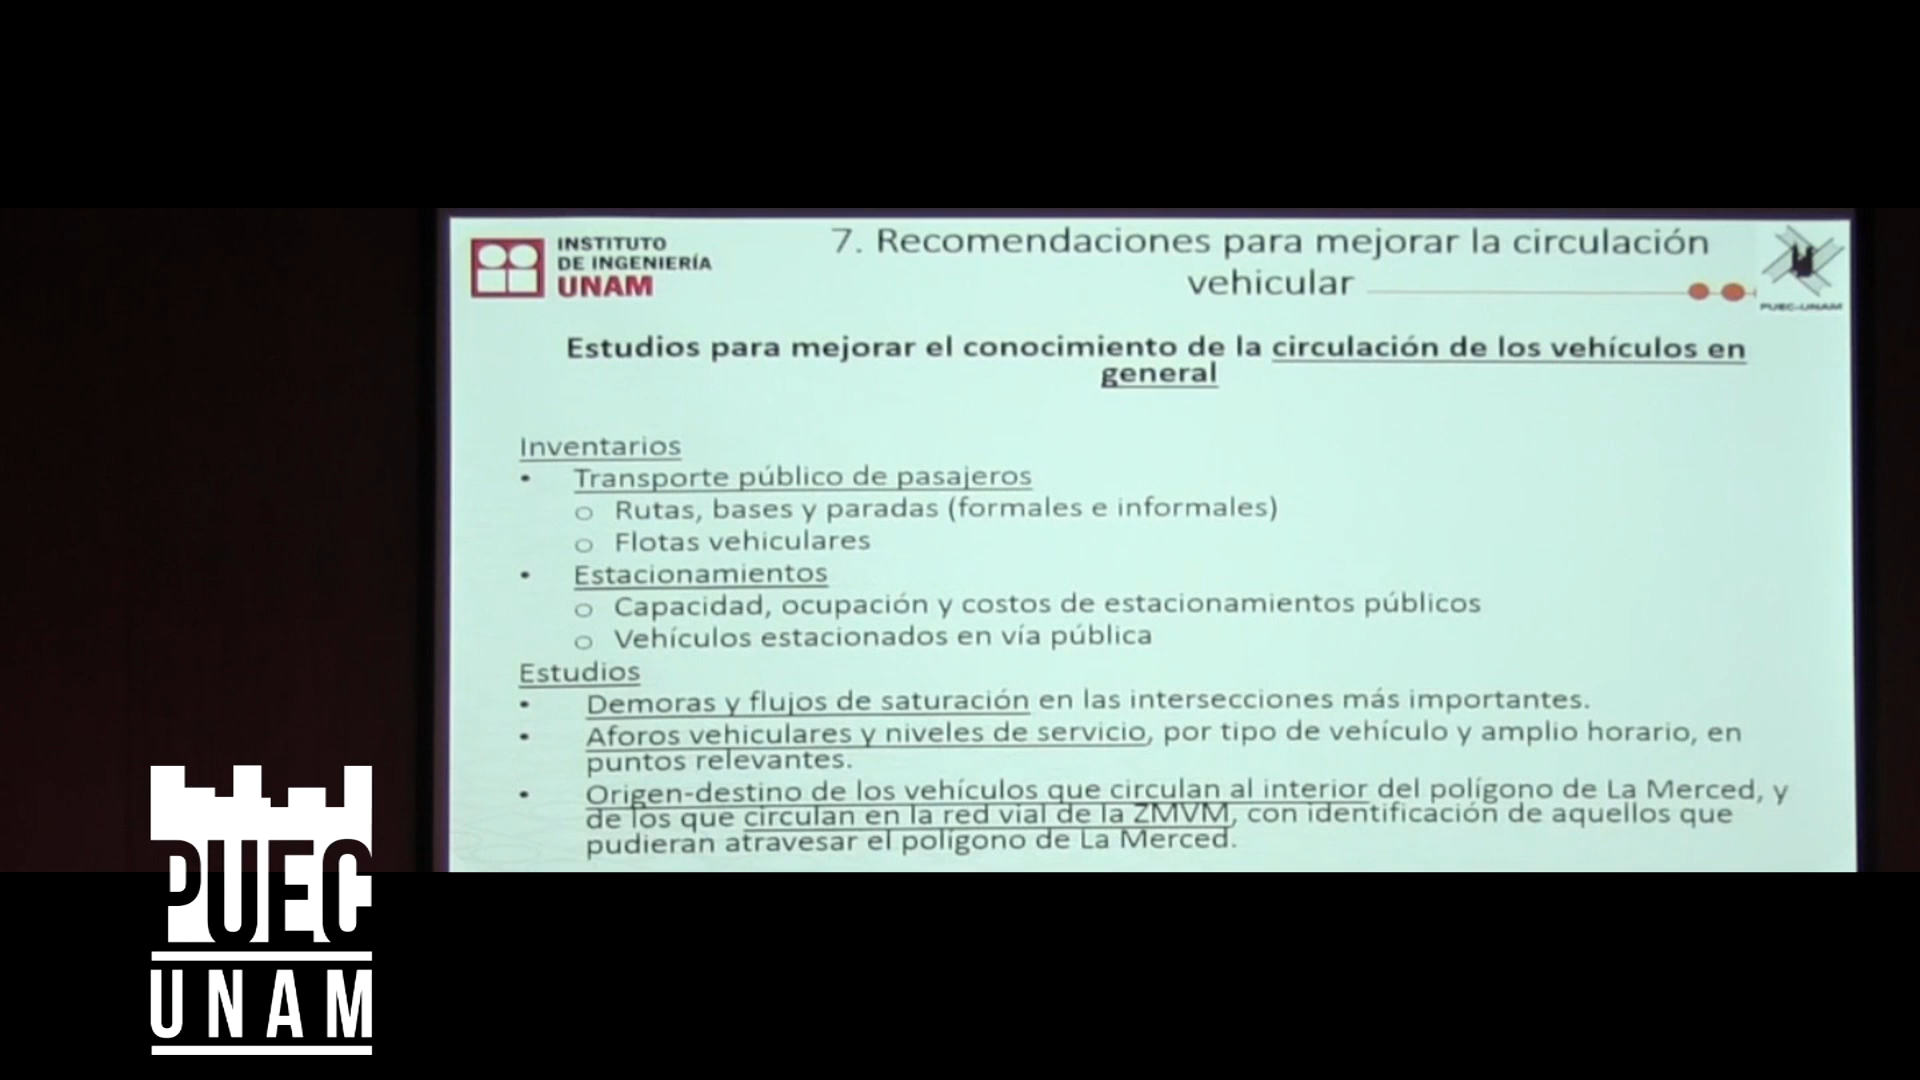 INSTITUTO
DE INGENIERÍA
UNAM
7. Recomendaciones para mejorar la circulación
vehicular
PUEC-UNAM
Estudios para mejorar el conocimiento de la circulación de los vehículos en
general
Inventarios
• Transporte público de pasajeros
o Rutas, bases y paradas (formales e informales)
o Flotas vehiculares
• Estacionamientos
o Capacidad, ocupación y costos de estacionamientos públicos
o Vehículos estacionados en vía pública
Estudios
• Demoras y flujos de saturación en las intersecciones más importantes.
• Aforos vehiculares y niveles de servicio, por tipo de vehículo y amplio horario, en
puntos relevantes.
• Origen-destino de los vehículos que circulan al interior del polígono de La Merced, y
de los que circulan en la red vial de la ZMVM, con identificación de aquellos que
pudieran atravesar el polígono de La Merced.
PUEC
UNAM